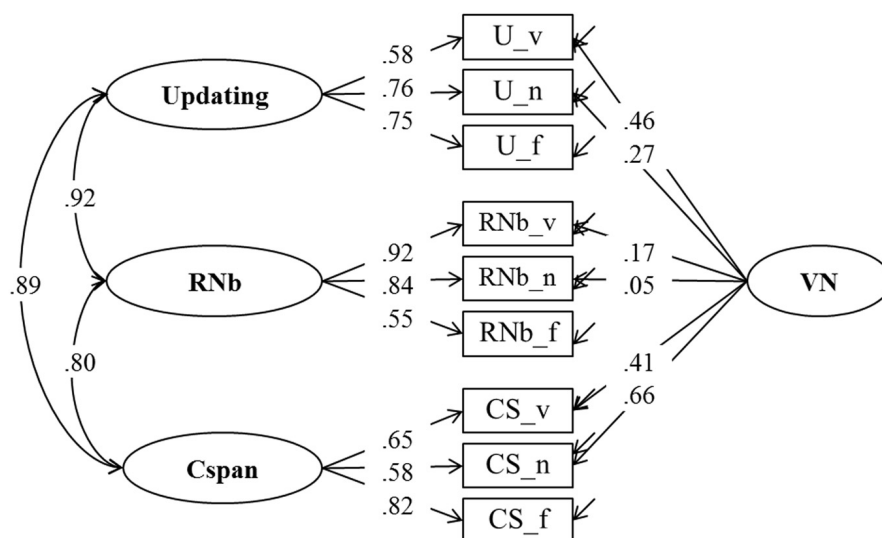 U_v
.58
.76
.75
Updating
U_n
U_f
.46
.27
.92
.89
.80
RNb_v
.92
.84
.55
RNb
RNb_n
RNb_f
.17
.05
VN
CS_v
.65
.58
.82
Cspan
CS_n
CS_f
.41
.66